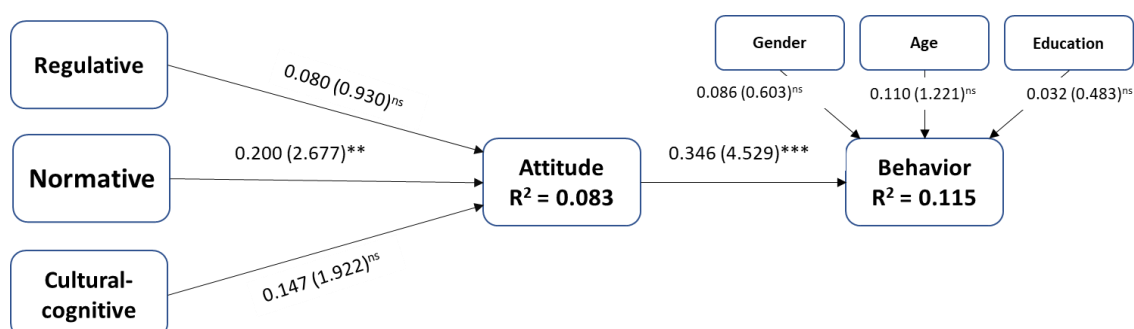 Regulative
Normative
Cultural-
cognitive
0.080 (0.930)ns
0.200 (2.677)**
0.147 (1.922)ns
Attitude
R2 = 0.083
0.346 (4.529)***
Gender
Age
Education
0.086 (0.603)ns
0.110 (1.221)ns
0.032 (0.483)ns
Behavior
R2 = 0.115